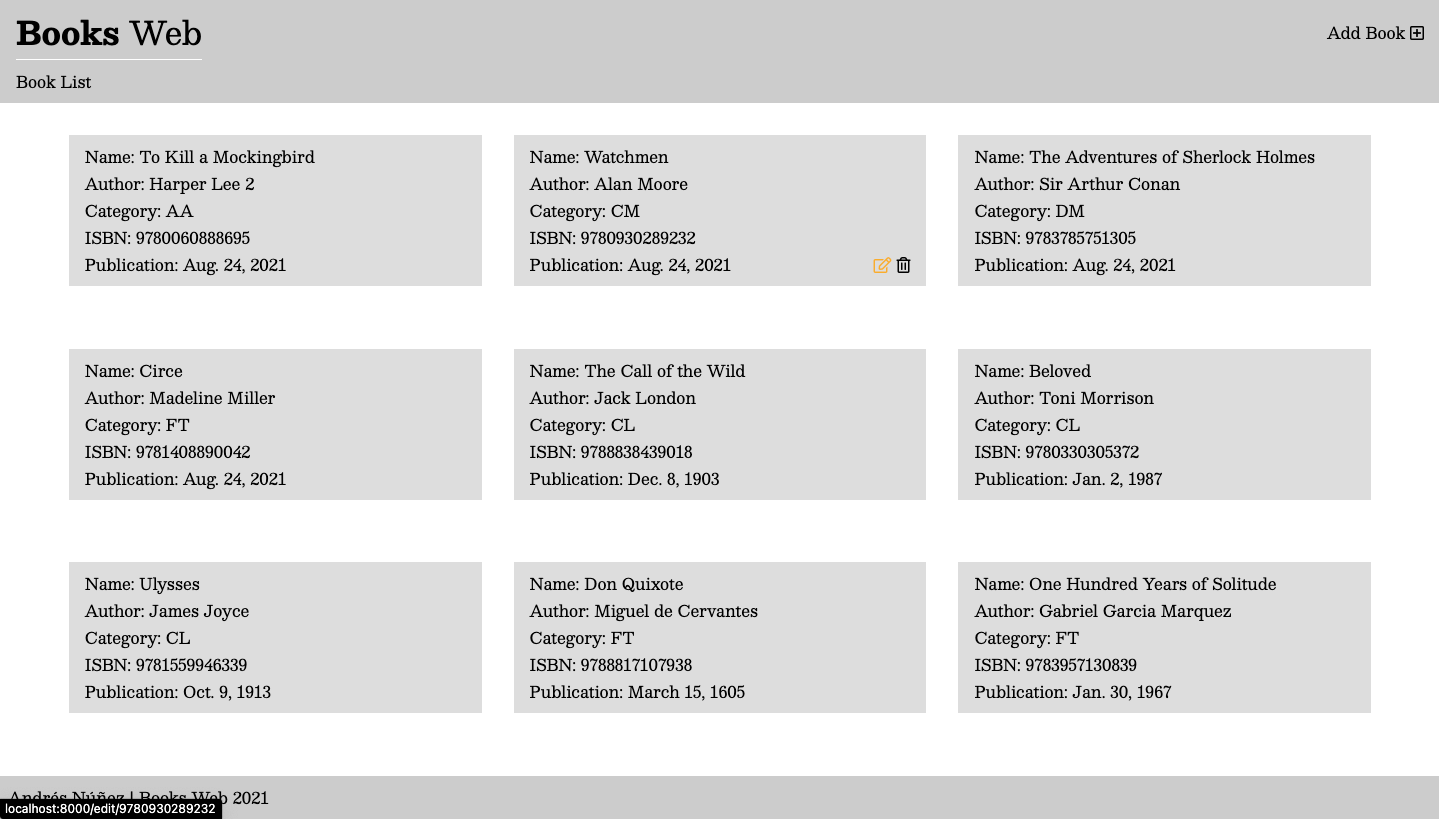 Books Web
Add Book
Book List
Name: To Kill a Mockingbird
Author: Harper Lee 2
Category: AA
ISBN: 9780060888695
Publication: Aug. 24, 2021
Name: Watchmen
Author: Alan Moore
Category: CM
ISBN: 9780930289232
Publication: Aug. 24, 2021
Name: The Adventures of Sherlock Holmes
Author: Sir Arthur Conan
Category: DM
ISBN: 9783785751305
Publication: Aug. 24, 2021
Name: Circe
Author: Madeline Miller
Category: FT
ISBN: 9781408890042
Publication: Aug. 24, 2021
Name: The Call of the Wild
Author: Jack London
Category: CL
ISBN: 9788838439018
Publication: Dec. 8, 1903
Name: Beloved
Author: Toni Morrison
Category: CL
ISBN: 9780330305372
Publication: Jan. 2, 1987
Name: Ulysses
Author: James Joyce
Category: CL
ISBN: 9781559946339
Publication: Oct. 9, 1913
Name: Don Quixote
Author: Miguel de Cervantes
Category: FT
ISBN: 9788817107938
Publication: March 15, 1605
Name: One Hundred Years of Solitude
Author: Gabriel Garcia Marquez
Category: FT
ISBN: 9783957130839
Publication: Jan. 30, 1967
Andrés Núñez | Books Web 2021
localhost:8000/edit/9780930289232